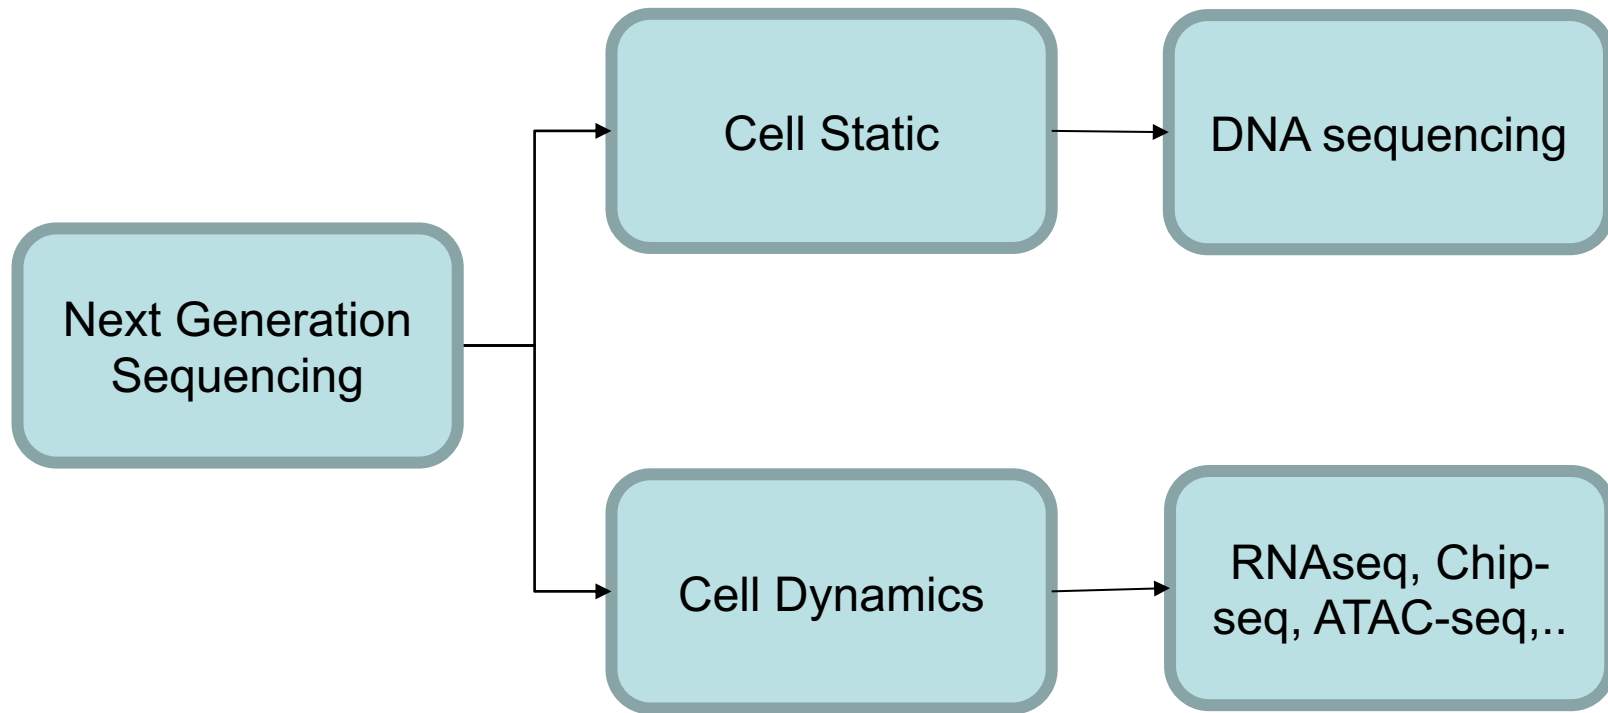 Cell Static
DNA sequencing
Next Generation
Sequencing
Cell Dynamics
RNAseq, Chip-
seq, ATAC-seq,..